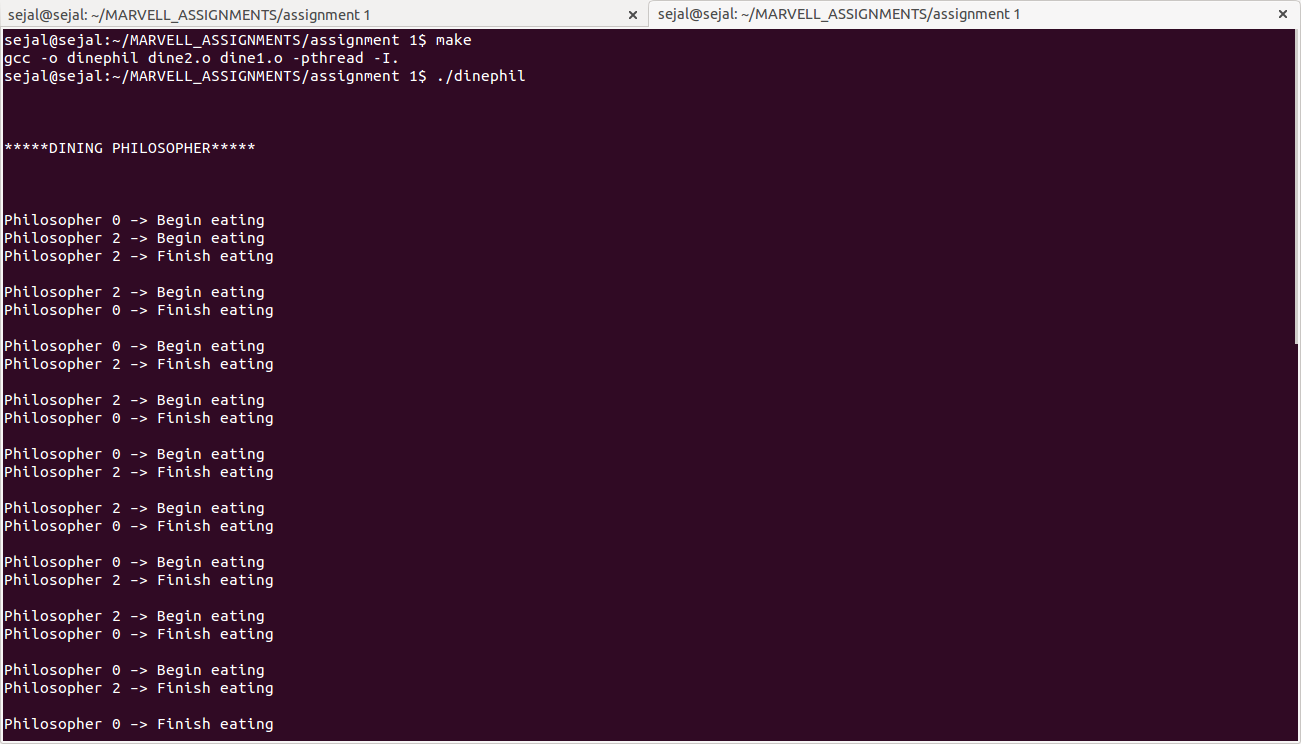 sejal@sejal: ~/MARVELL_ASSIGNMENTS/assignment 1 × sejal@sejal: ~/MARVELL_ASSIGNMENTS/assignment 1 ×
sejal@sejal:~/MARVELL_ASSIGNMENTS/assignment 1$ make
gcc -o dinephil dine2.o dine1.o -pthread -I.
sejal@sejal:~/MARVELL_ASSIGNMENTS/assignment 1$ ./dinephil
*****DINING PHILOSOPHER*****
Philosopher 0 -> Begin eating
Philosopher 2 -> Begin eating
Philosopher 2 -> Finish eating
Philosopher 2 -> Begin eating
Philosopher 0 -> Finish eating
Philosopher 0 -> Begin eating
Philosopher 2 -> Finish eating
Philosopher 2 -> Begin eating
Philosopher 0 -> Finish eating
Philosopher 0 -> Begin eating
Philosopher 2 -> Finish eating
Philosopher 2 -> Begin eating
Philosopher 0 -> Finish eating
Philosopher 0 -> Begin eating
Philosopher 2 -> Finish eating
Philosopher 2 -> Begin eating
Philosopher 0 -> Finish eating
Philosopher 0 -> Begin eating
Philosopher 2 -> Finish eating
Philosopher 0 -> Finish eating